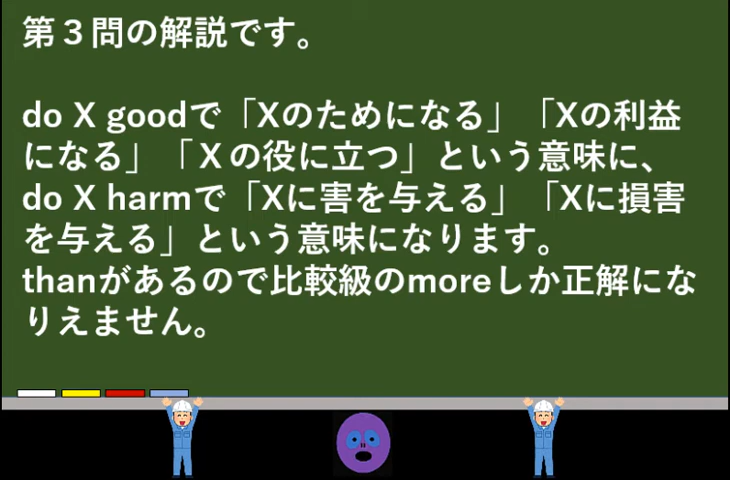 第３問の解説です。
do X goodで「Xのためになる」「Xの利益
になる」「Ｘの役に立つ」という意味に、
do X harmで「Xに害を与える」「Xに損害
を与える」という意味になります。
thanがあるので比較級のmoreしか正解にな
りえません。